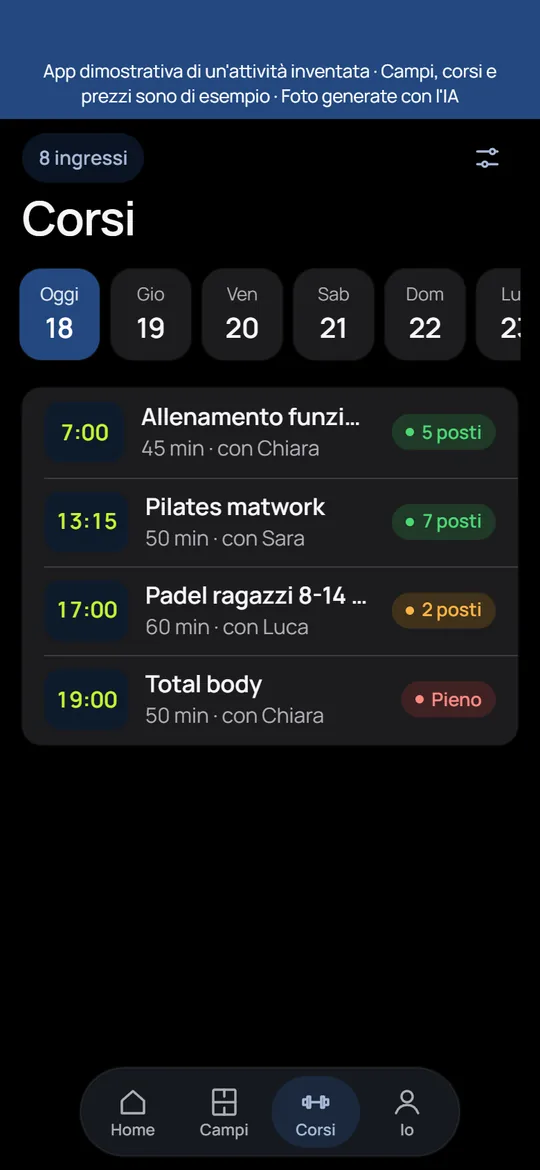 App dimostrativa di un'attività inventata · Campi, corsi e
prezzi sono di esempio · Foto generate con l'IA
8 ingressi
Corsi
Oggi
18
Gio
19
Ven
20
Sab
21
Dom
22
Lu
23
7:00
Allenamento funzi...
45 min · con Chiara
5 posti
13:15
Pilates matwork
50 min · con Sara
7 posti
17:00
Padel ragazzi 8-14 ...
60 min · con Luca
2 posti
19:00
Total body
50 min · con Chiara
Pieno
Home
Campi
Corsi
Io